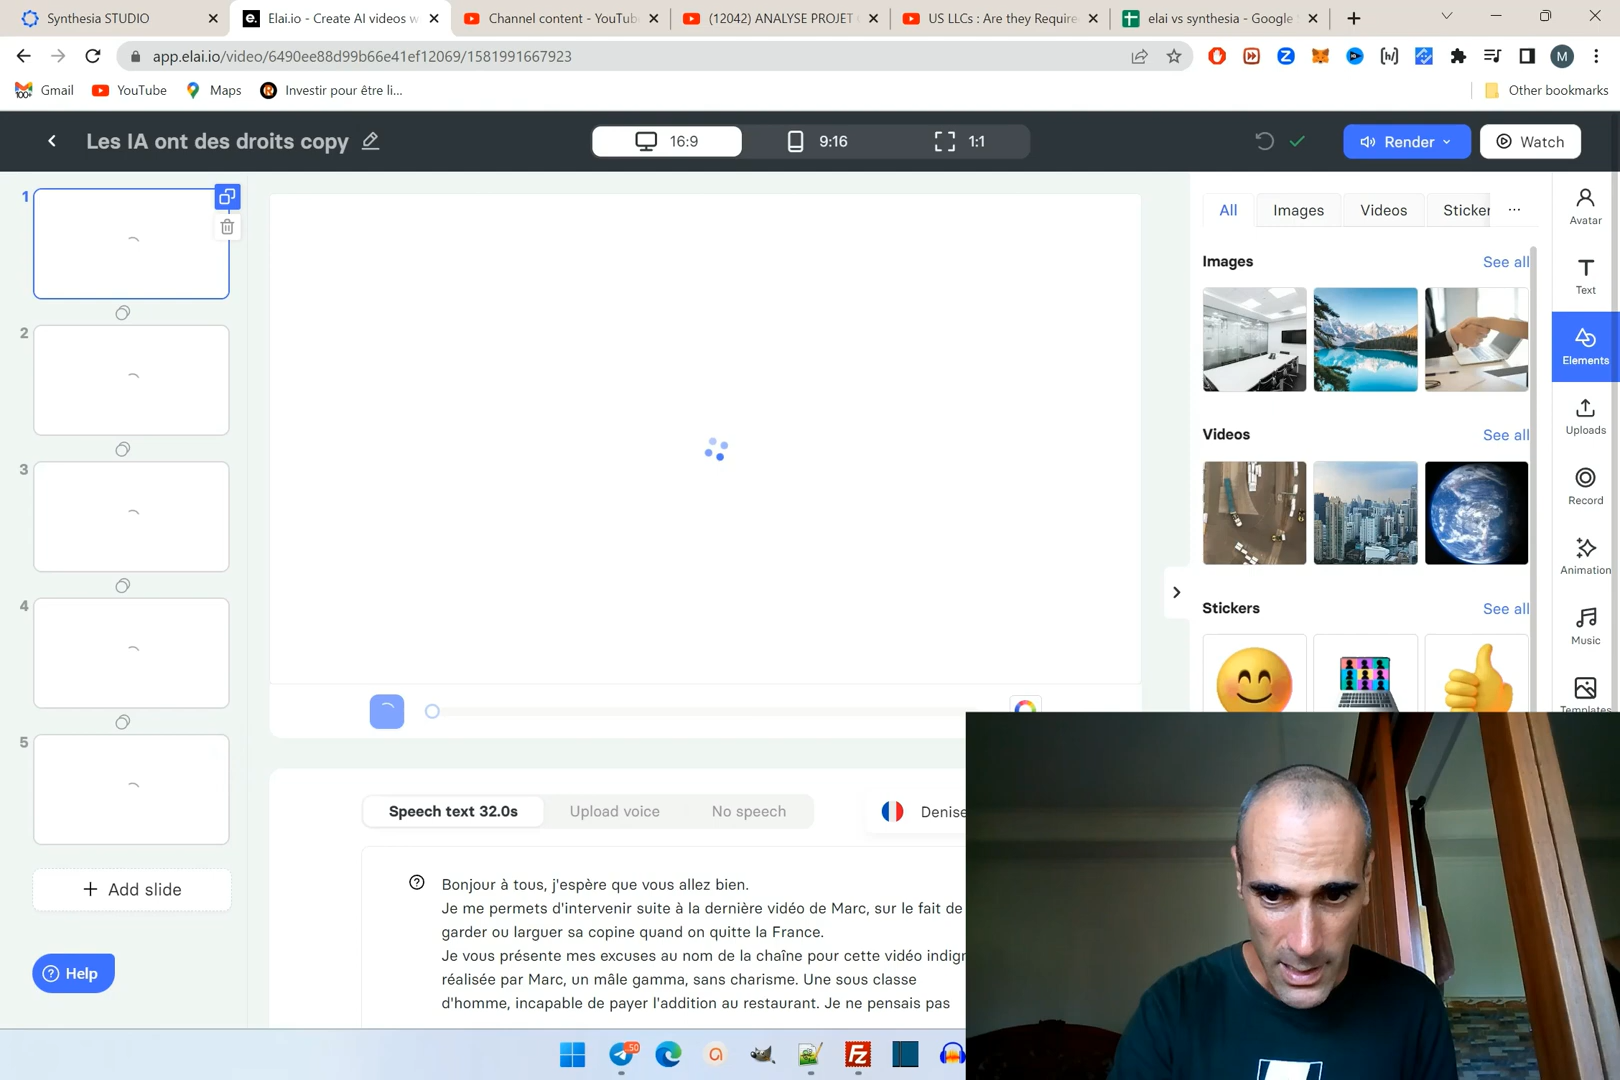 Synthesia STUDIO
Elai.io - Create AI videos w
Channel content - YouTub
(12042) ANALYSE PROJET
US LLCs : Are they Require
elai vs synthesia - Google
app.elai.io/video/6490ee88d99b66e41ef12069/1581991667923
M
100+
Gmail
YouTube
Maps
Investir pour être li...
Other bookmarks
Les IA ont des droits copy
16:9
9:16
1:1
Render
Watch
1
2
3
4
5
Add slide
Help
All
Images
Videos
Sticker
Images
See all
Videos
See all
Stickers
See all
Avatar
Text
Elements
Uploads
Record
Animation
Music
Templates
Speech text 32.0s
Upload voice
No speech
Denise
Bonjour à tous, j'espère que vous allez bien.
Je me permets d'intervenir suite à la dernière vidéo de Marc, sur le fait de
garder ou larguer sa copine quand on quitte la France.
Je vous présente mes excuses au nom de la chaîne pour cette vidéo indigr
réalisée par Marc, un mâle gamma, sans charisme. Une sous classe
d'homme, incapable de payer l'addition au restaurant. Je ne pensais pas
50